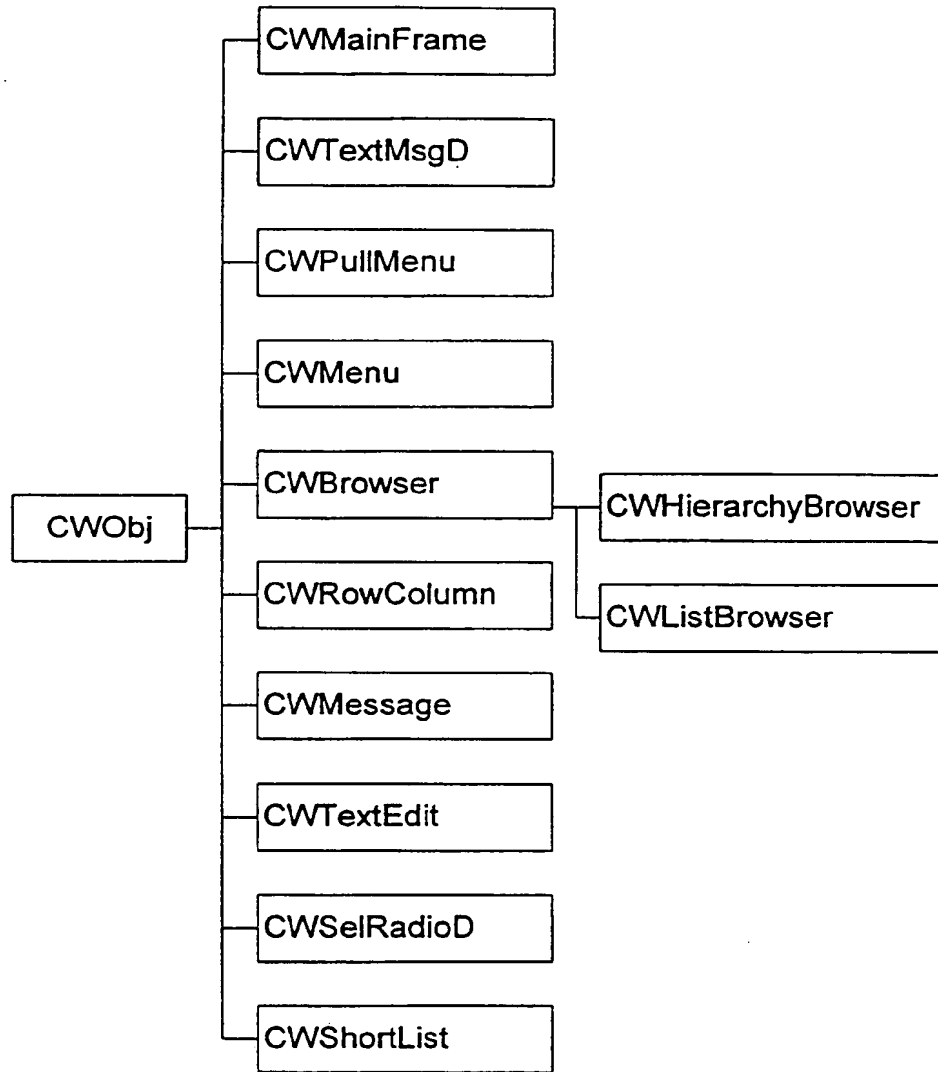 CWMainFrame
CWTextMsgD
CWPullMenu
CWMenu
CWBrowser
CWHierarchyBrowser
CWObj
CWRowColumn
CWListBrowser
CWMessage
CWTextEdit
CWSelRadioD
CWShortList